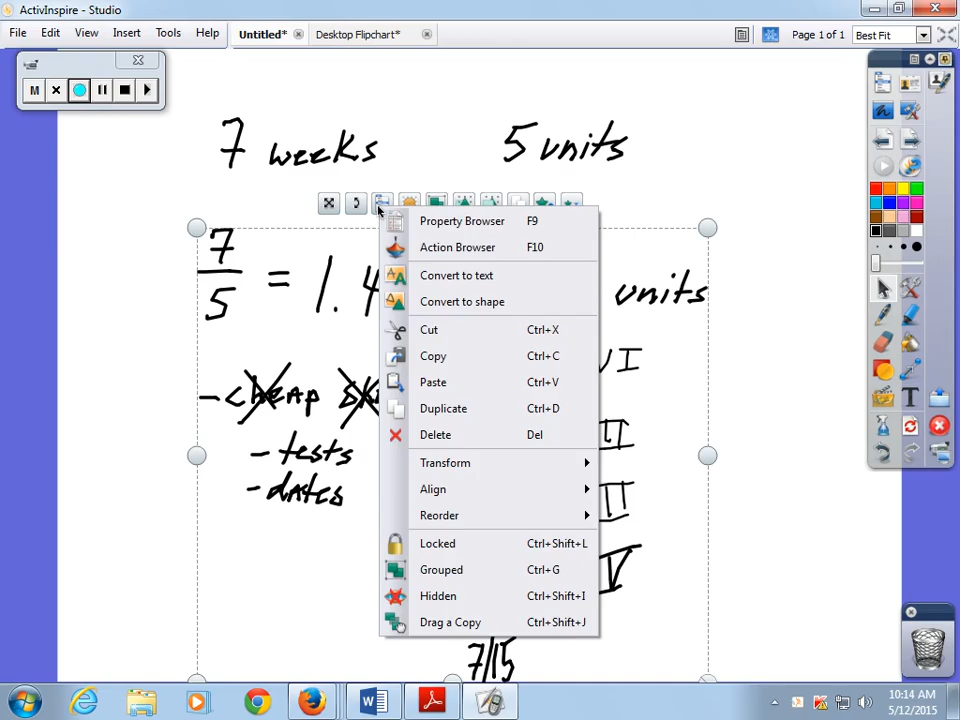 ActivInspire - Studio
File Edit View Insert Tools Help Untitled* Desktop Flipchart* Page 1 of 1 Best Fit
M
7 weeks 5 units
Property Browser F9
Action Browser F10
Convert to text
Convert to shape
Cut Ctrl+X
Copy Ctrl+C
Paste Ctrl+V
Duplicate Ctrl+D
Delete Del
Transform
Align
Reorder
Locked Ctrl+Shift+L
Grouped Ctrl+G
Hidden Ctrl+Shift+I
Drag a Copy Ctrl+Shift+J
7/5 = 1.4 units
- cheap
- tests
- dates
7/15
10:14 AM
5/12/2015